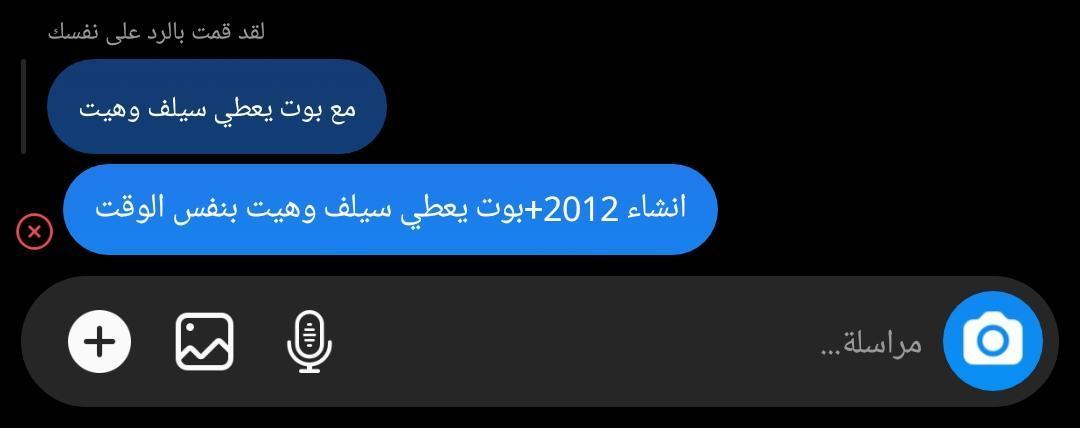 لقد قمت بالرد على نفسك
مع بوت يعطي سيلف وهيت
انشاء 2012+بوت يعطي سيلف وهيت بنفس الوقت
مراسلة...